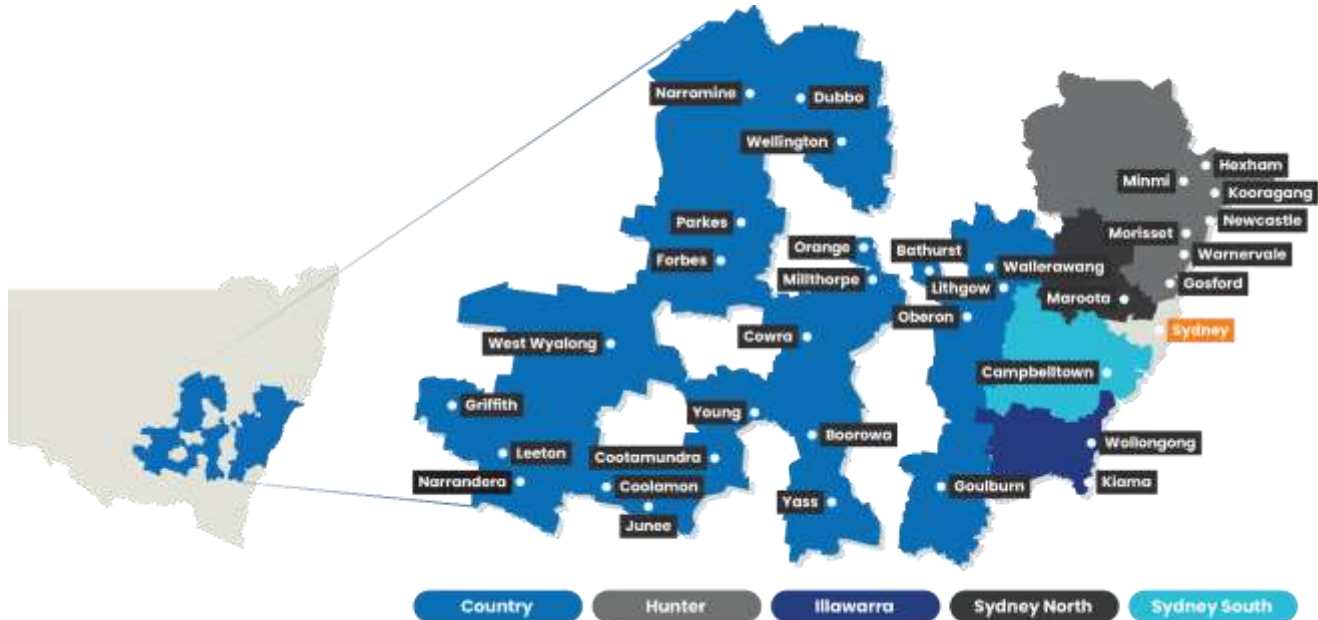 Narromine
Dubbo
Wellington
Hexham
Minmi
Kooragang
Parkes
Newcastle
Morisset
Orange
Bathurst
Warnervale
Forbes
Wallerawang
Millthorpe
Lithgow
Gosford
Maroota
Oberon
Sydney
Cowra
West Wyalong
Campbelltown
Griffith
Young
Boorowa
Wollongong
Leeton
Cootamundra
Narrandera
Coolamon
Goulburn
Kiama
Yass
Junee
Country
Hunter
Illawarra
Sydney North
Sydney South